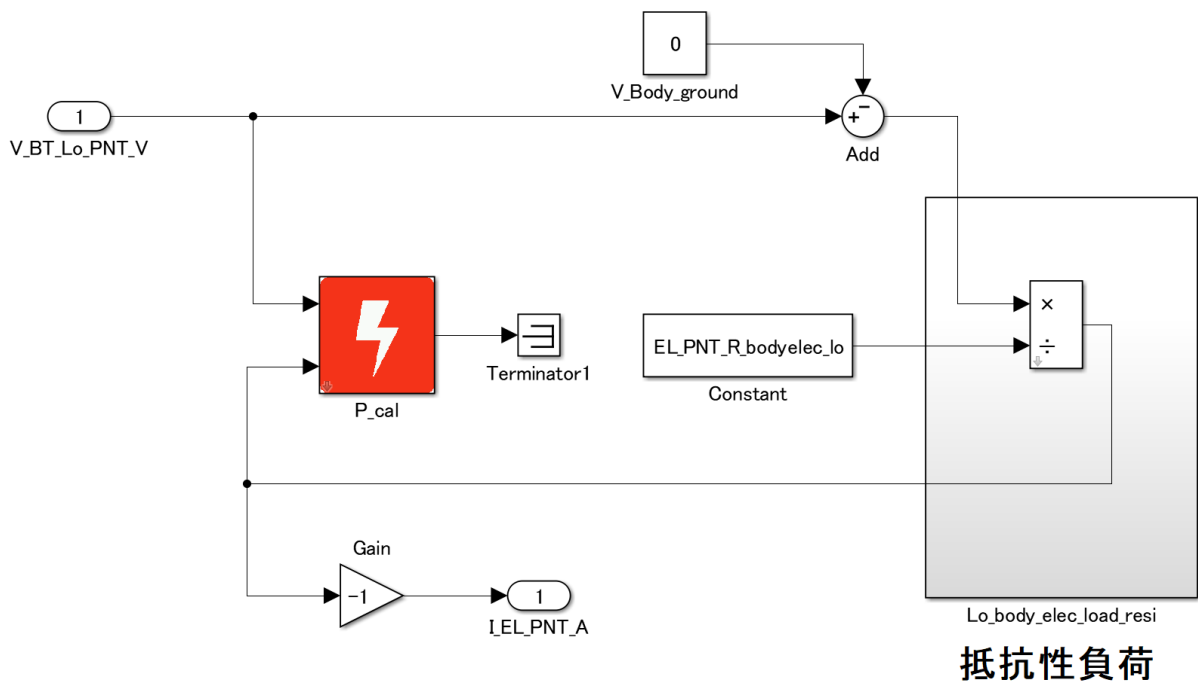 0
V_Body_ground
1
V_BT_Lo_PNT_V
+
−
Add
×
÷
EL_PNT_R_bodyelec_lo
Constant
Terminator1
P_cal
Gain
−1
1
I_EL_PNT_A
Lo_body_elec_load_resi
抵抗性負荷